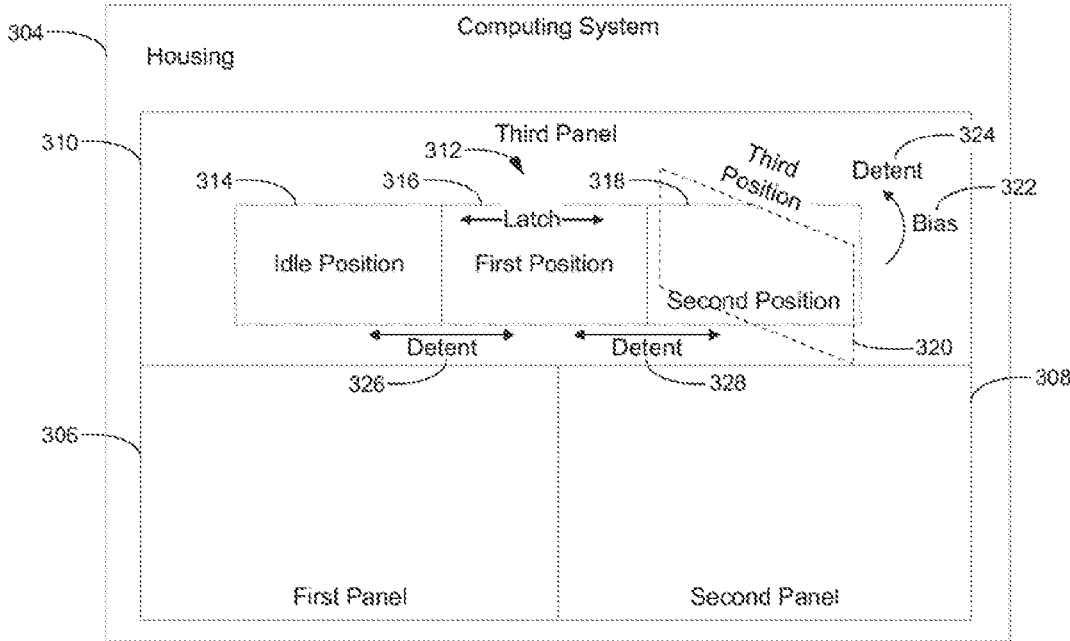 Computing System
304
Housing
310
Third Panel
312
324
Detent
Third
Position
314
316
318
322
Bias
Latch
Idle Position
First Position
Second Position
Detent
Detent
320
326
328
308
306
First Panel
Second Panel